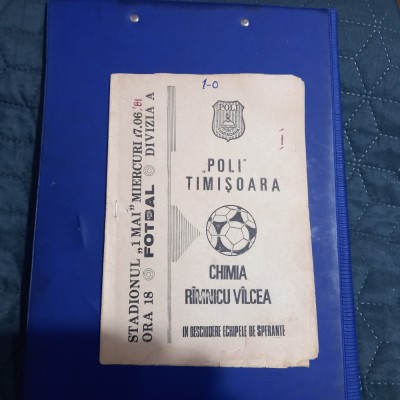 1-0
POLI
„POLI"
TIMIŞOARA
CHIMIA
RÎMNICU VÎLCEA
IN DESCHIDERE ECHIPELE DE SPERANTE
STADIONUL „1 MAI" MIERCURI 17.06.'81
ORA 18 FOTBAL DIVIZIA A